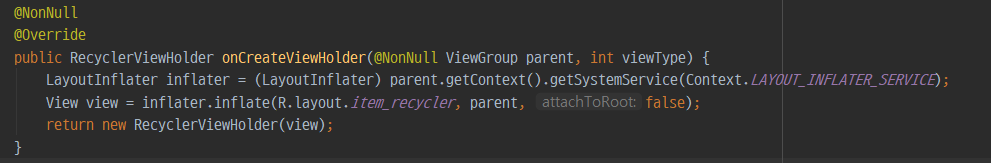 @NonNull
@Override
public RecyclerViewHolder onCreateViewHolder(@NonNull ViewGroup parent, int viewType) {
    LayoutInflater inflater = (LayoutInflater) parent.getContext().getSystemService(Context.LAYOUT_INFLATER_SERVICE);
    View view = inflater.inflate(R.layout.item_recycler, parent, attachToRoot: false);
    return new RecyclerViewHolder(view);
}